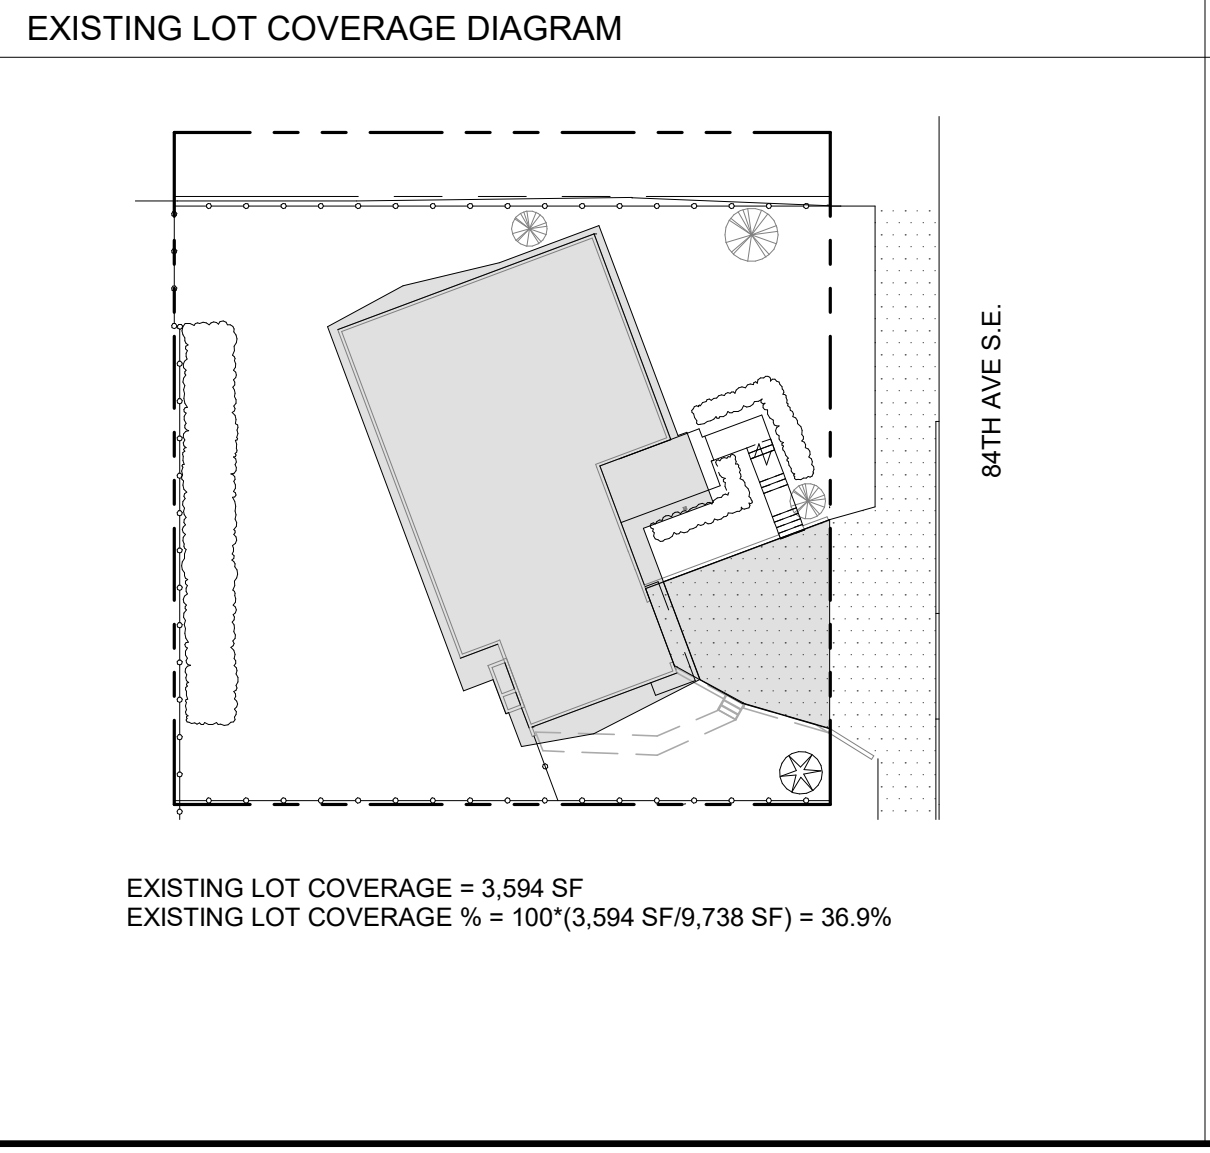 EXISTING LOT COVERAGE DIAGRAM
84TH AVE S.E.
EXISTING LOT COVERAGE = 3,594 SF
EXISTING LOT COVERAGE % = 100*(3,594 SF/9,738 SF) = 36.9%